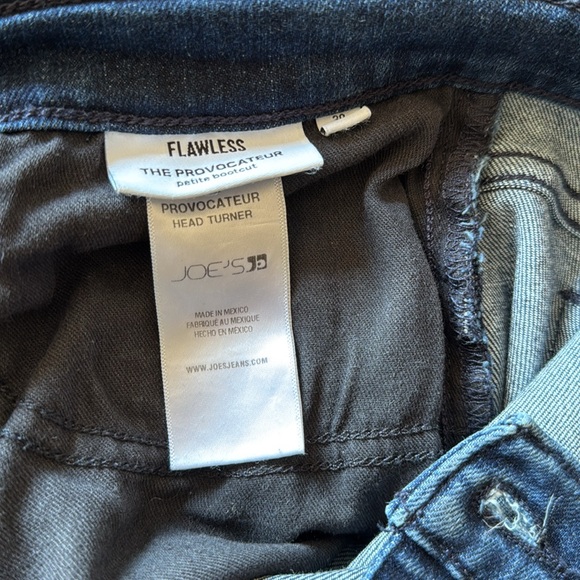 FLAWLESS
THE PROVOCATEUR
petite bootcut
PROVOCATEUR
HEAD TURNER
JOE'S
MADE IN MEXICO
FABRIQUÉ AU MEXIQUE
HECHO EN MEXICO
WWW.JOESJEANS.COM